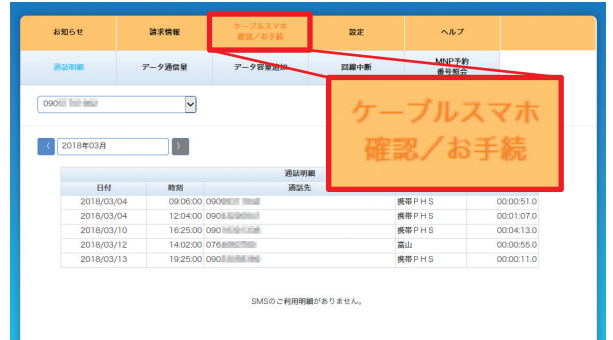 お知らせ 請求情報 ケーブルスマホ 設定 ヘルプ
確認／お手続
通話明細 データ通信量 データ容量追加 回線中断 MNP予約
番号照会
090
ケーブルスマホ
確認／お手続
2018年03月
通話明細
日付 時刻 通話先
2018/03/04 09:06:00 090 携帯ＰＨＳ 00:00:51.0
2018/03/04 12:04:00 090 携帯ＰＨＳ 00:01:07.0
2018/03/10 16:25:00 090 携帯ＰＨＳ 00:04:13.0
2018/03/12 14:02:00 076 富山 00:00:55.0
2018/03/13 19:25:00 090 携帯ＰＨＳ 00:00:11.0
SMSのご利用明細がありません。